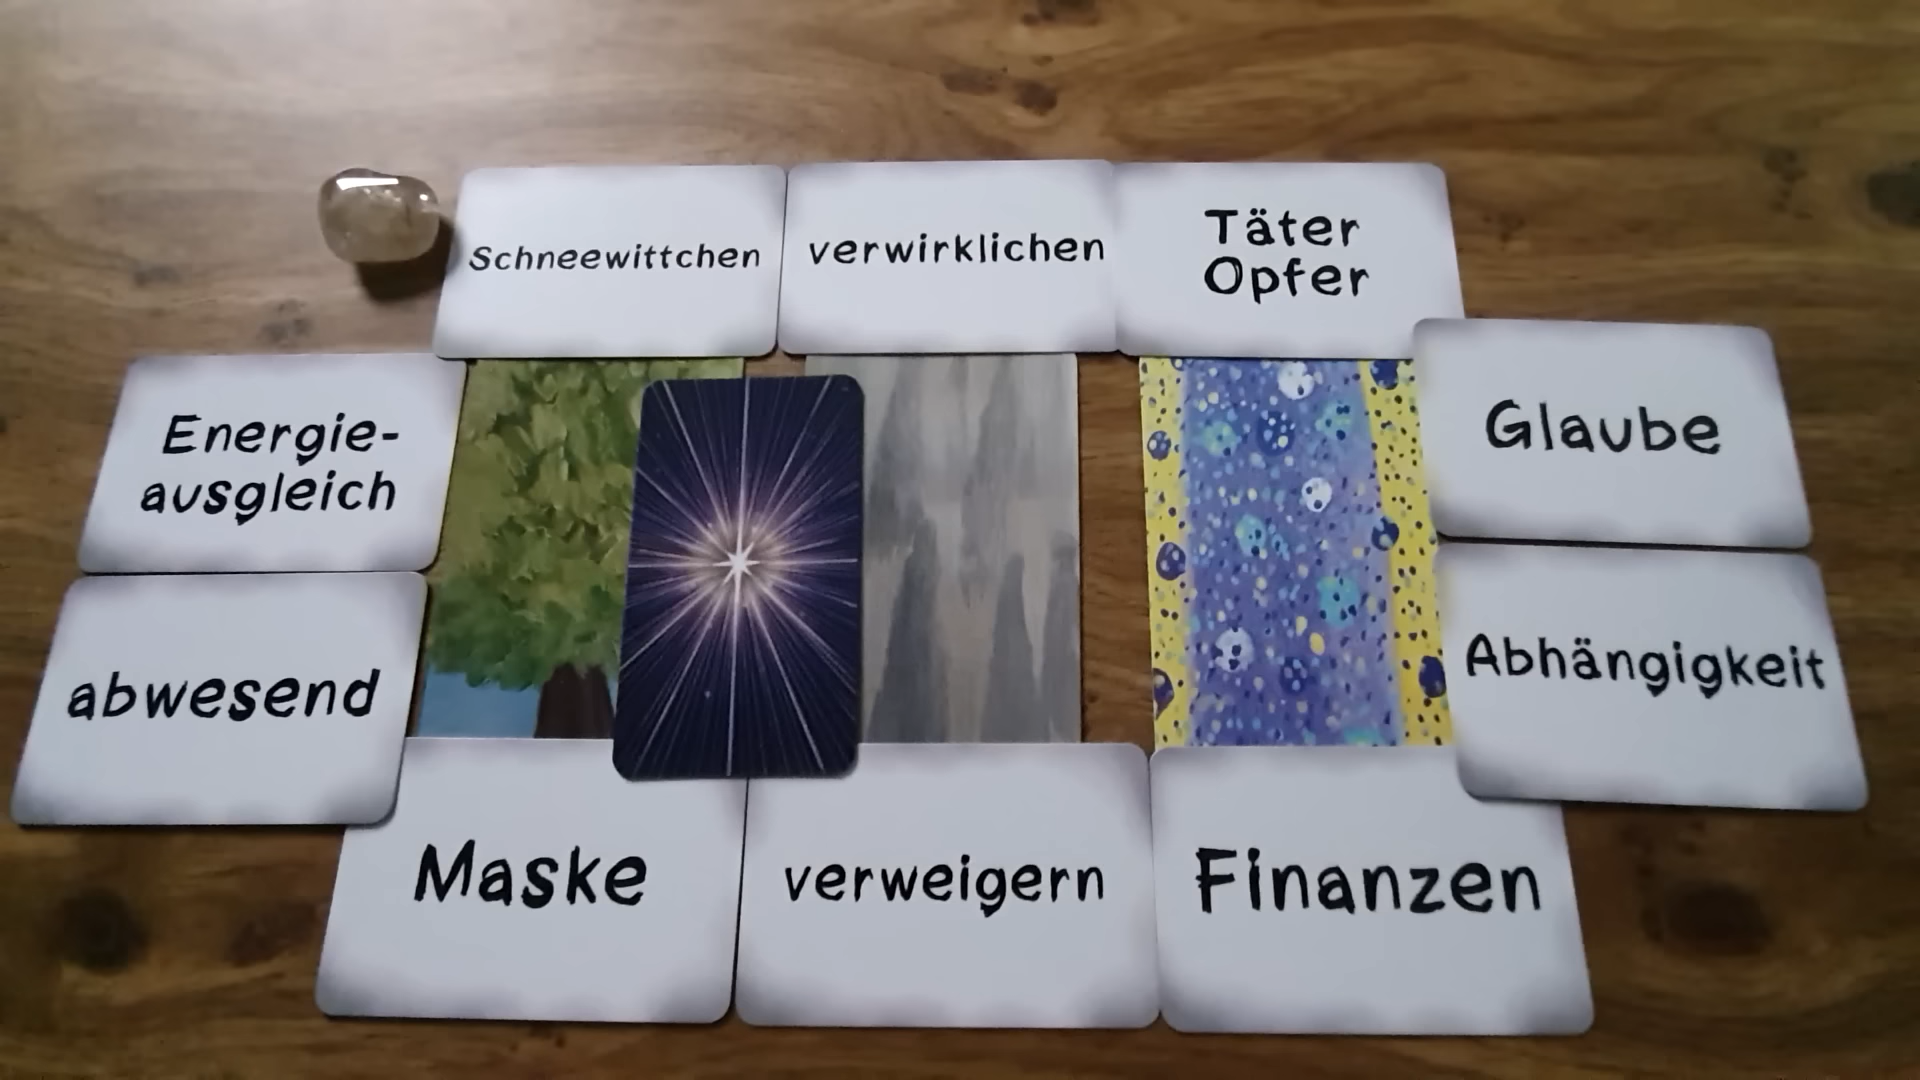 Schneewittchen
verwirklichen
Täter
Opfer
Energie-
ausgleich
Glaube
abwesend
Abhängigkeit
Maske
verweigern
Finanzen